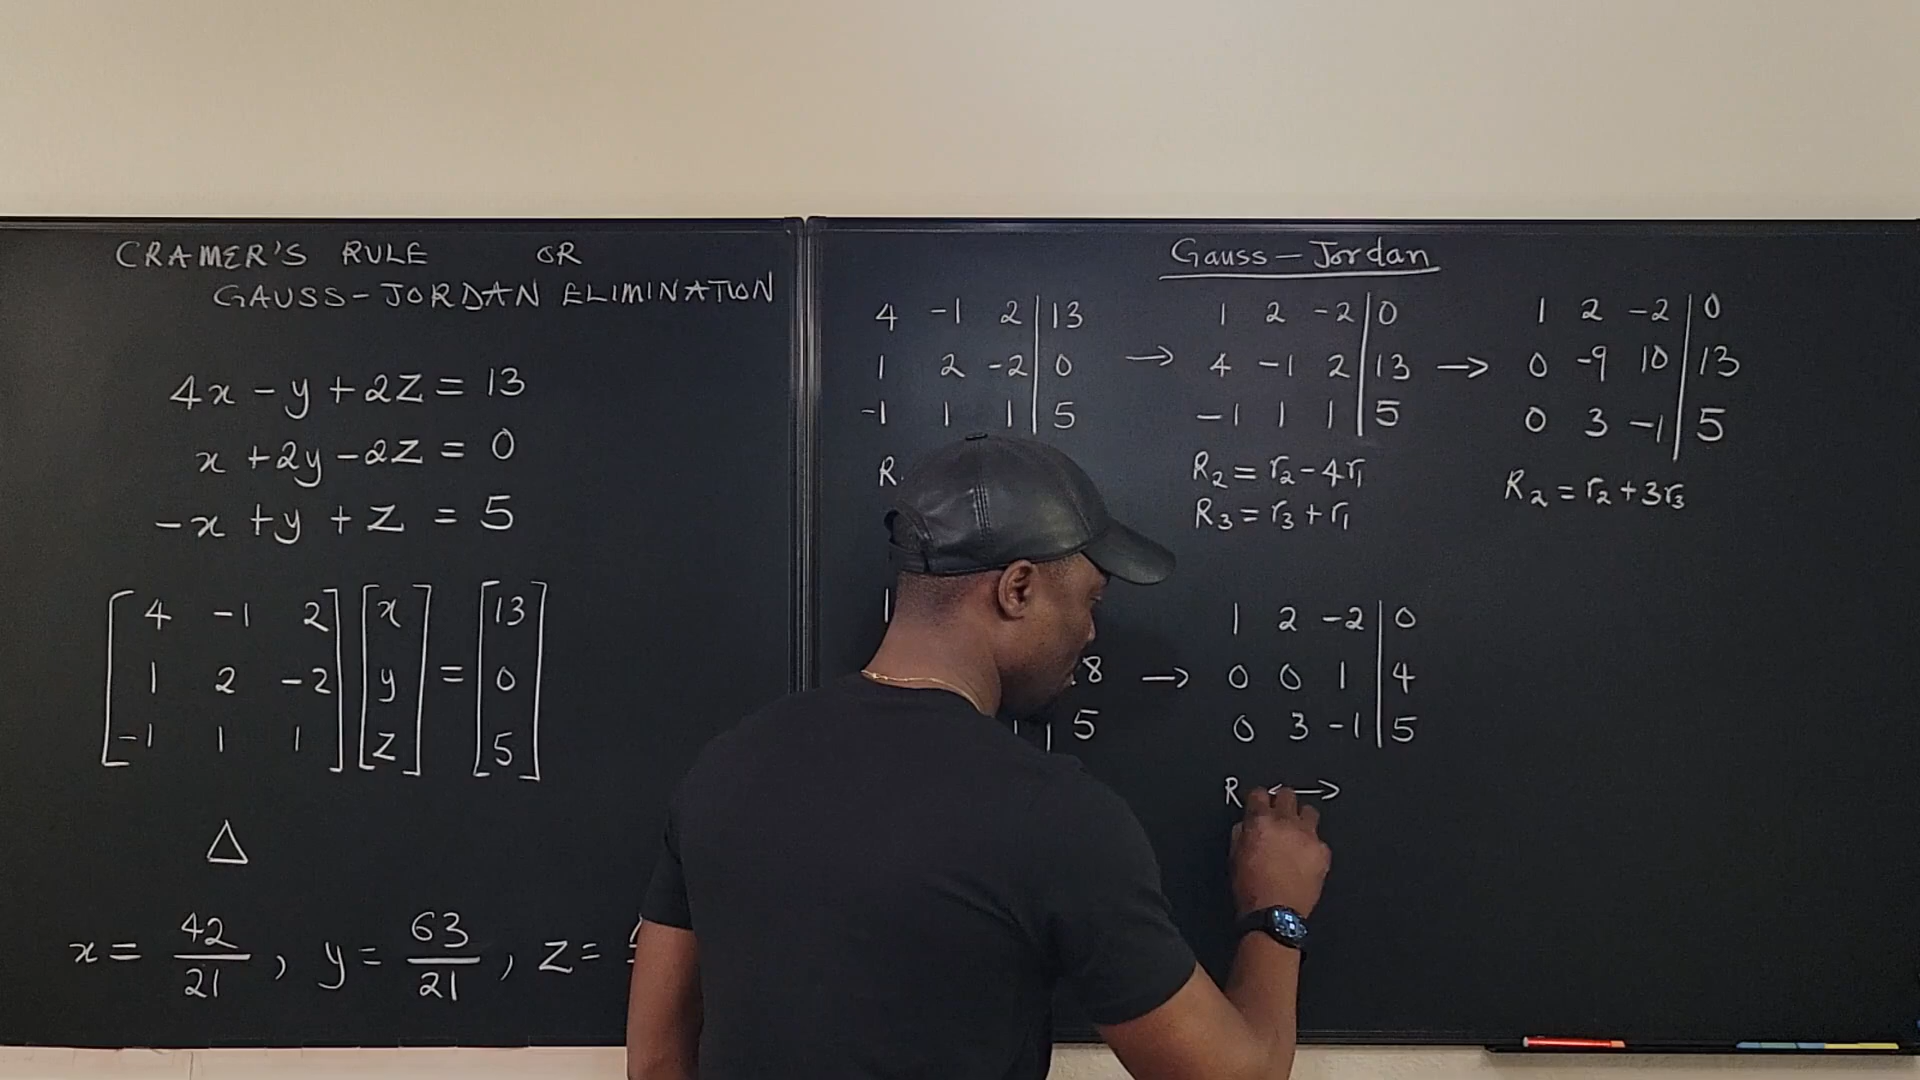 CRAMER'S RULE OR
GAUSS-JORDAN ELIMINATION
4x - y + 2z = 13
x + 2y - 2z = 0
-x + y + z = 5
4 -1 2 x 13
1 2 -2 y = 0
-1 1 1 z 5
Δ
x = 42/21, y = 63/21, z =
Gauss-Jordan
4 -1 2 | 13
1 2 -2 | 0
-1 1 1 | 5
R
→
1 2 -2 | 0
4 -1 2 | 13
-1 1 1 | 5
R₂ = r₂ - 4r₁
R₃ = r₃ + r₁
→
1 2 -2 | 0
0 -9 10 | 13
0 3 -1 | 5
R₂ = r₂ + 3r₃
1
8
1 | 5
→
1 2 -2 | 0
0 0 1 | 4
0 3 -1 | 5
R ↔